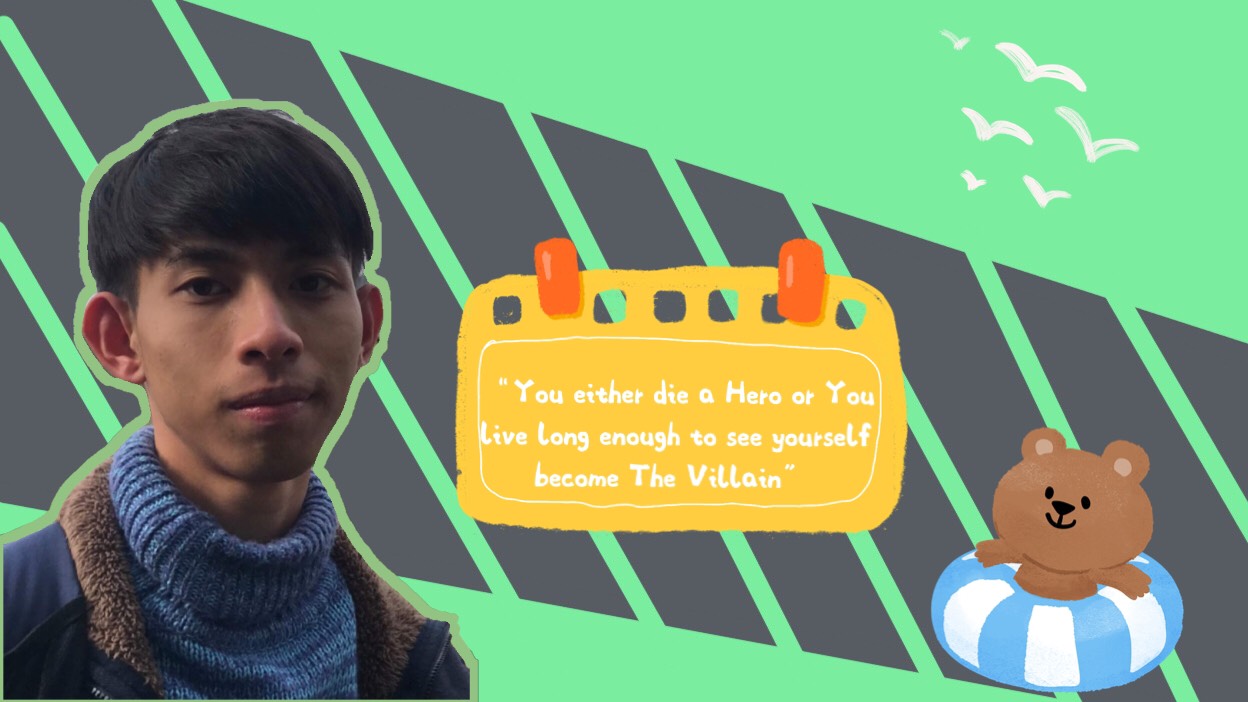 “You either die a Hero or You
live long enough to see yourself
become The Villain”